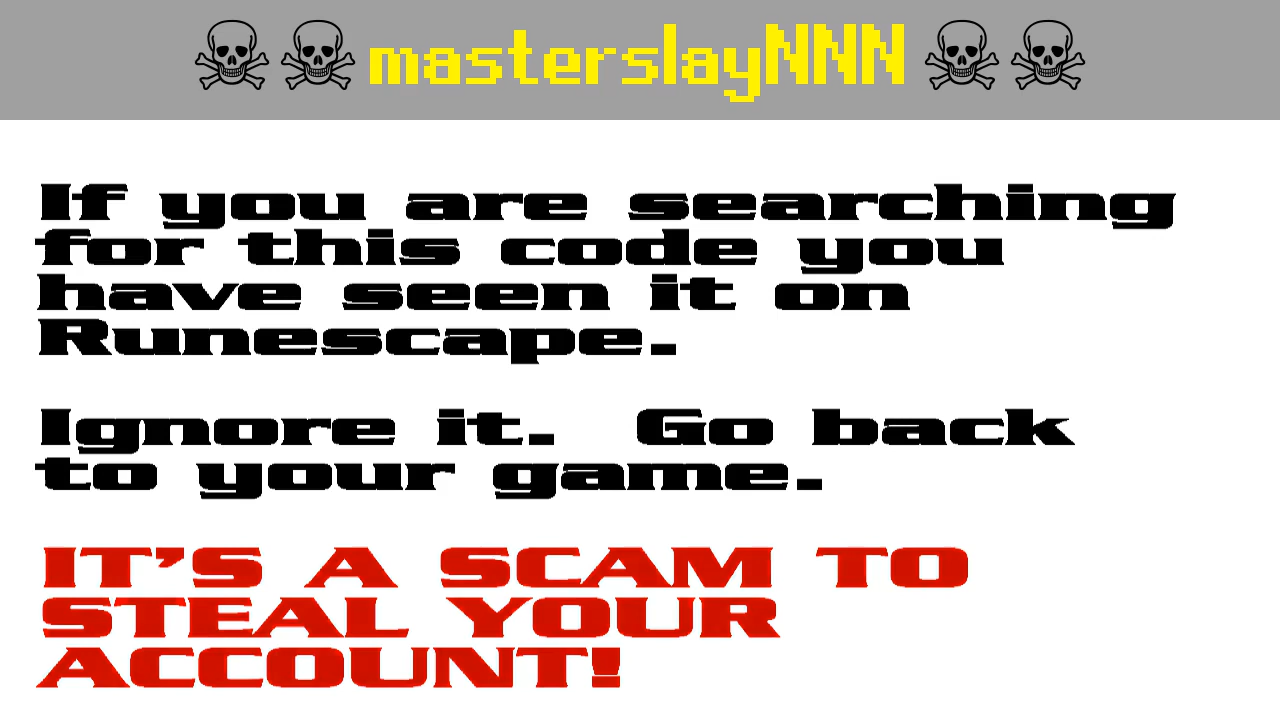 masterslayNNN
If you are searching
for this code you
have seen it on
Runescape.
Ignore it. Go back
to your game.
IT'S A SCAM TO
STEAL YOUR
ACCOUNT!